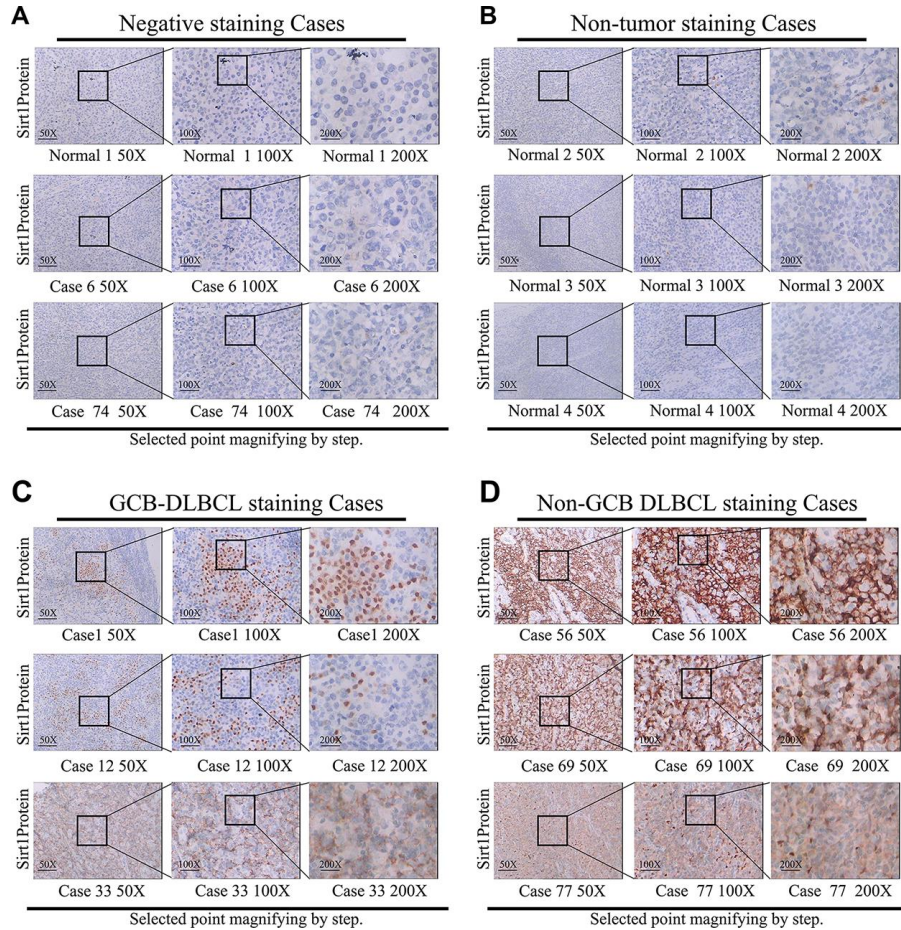 A
Negative staining Cases
Sirt1Protein
50X
100X
200X
Normal 1 50X
Normal 1 100X
Normal 1 200X
Sirt1Protein
50X
100X
200X
Case 6 50X
Case 6 100X
Case 6 200X
Sirt1Protein
50X
100X
200X
Case 74 50X
Case 74 100X
Case 74 200X
Selected point magnifying by step.
B
Non-tumor staining Cases
Sirt1Protein
50X
100X
200X
Normal 2 50X
Normal 2 100X
Normal 2 200X
Sirt1Protein
50X
100X
200X
Normal 3 50X
Normal 3 100X
Normal 3 200X
Sirt1Protein
50X
100X
200X
Normal 4 50X
Normal 4 100X
Normal 4 200X
Selected point magnifying by step.
C
GCB-DLBCL staining Cases
Sirt1Protein
50X
100X
200X
Case1 50X
Case1 100X
Case1 200X
Sirt1Protein
50X
100X
200X
Case 12 50X
Case 12 100X
Case 12 200X
Sirt1Protein
50X
100X
200X
Case 33 50X
Case 33 100X
Case 33 200X
Selected point magnifying by step.
D
Non-GCB DLBCL staining Cases
Sirt1Protein
50X
100X
200X
Case 56 50X
Case 56 100X
Case 56 200X
Sirt1Protein
50X
100X
200X
Case 69 50X
Case 69 100X
Case 69 200X
Sirt1Protein
50X
100X
200X
Case 77 50X
Case 77 100X
Case 77 200X
Selected point magnifying by step.